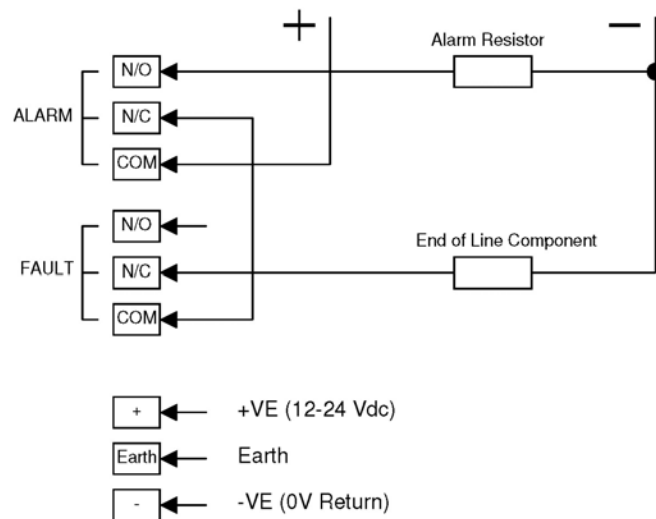 +
−
Alarm Resistor
N/O
ALARM
N/C
COM
N/O
End of Line Component
FAULT
N/C
COM
+
+VE (12-24 Vdc)
Earth
Earth
-
-VE (0V Return)